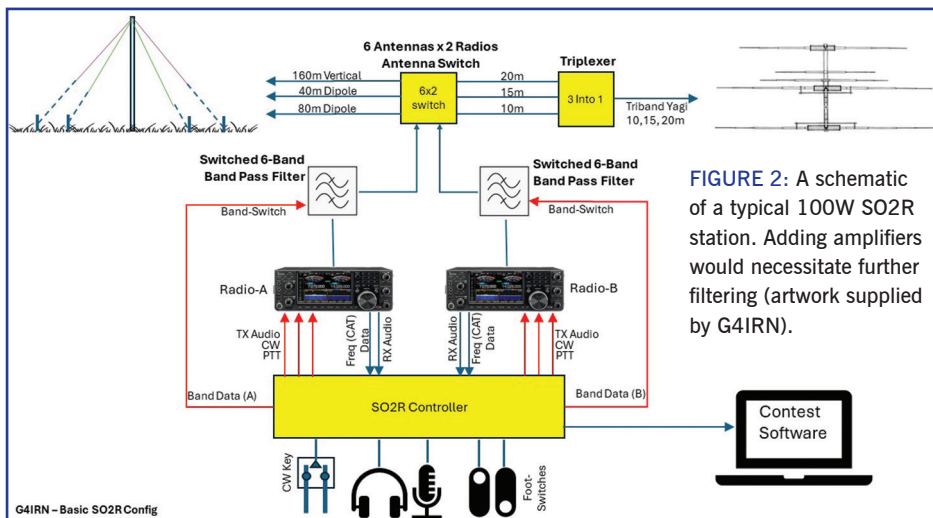 6 Antennas x 2 Radios
Antenna Switch
Triplexer
160m Vertical
40m Dipole
80m Dipole
6x2
switch
20m
15m
10m
3 Into 1
Triband Yagi
10,15, 20m
Switched 6-Band
Band Pass Filter
Switched 6-Band
Band Pass Filter
Band-Switch
Band-Switch
FIGURE 2: A schematic
of a typical 100W SO2R
station. Adding amplifiers
would necessitate further
filtering (artwork supplied
by G4IRN).
Radio-A
Radio-B
TX Audio
CW
PTT
Freq (CAT)
Data
RX Audio
RX Audio
Freq (CAT)
Data
TX Audio
CW
PTT
Band Data (A)
SO2R Controller
Band Data (B)
Contest
Software
CW Key
Foot-
Switches
G4IRN – Basic SO2R Config